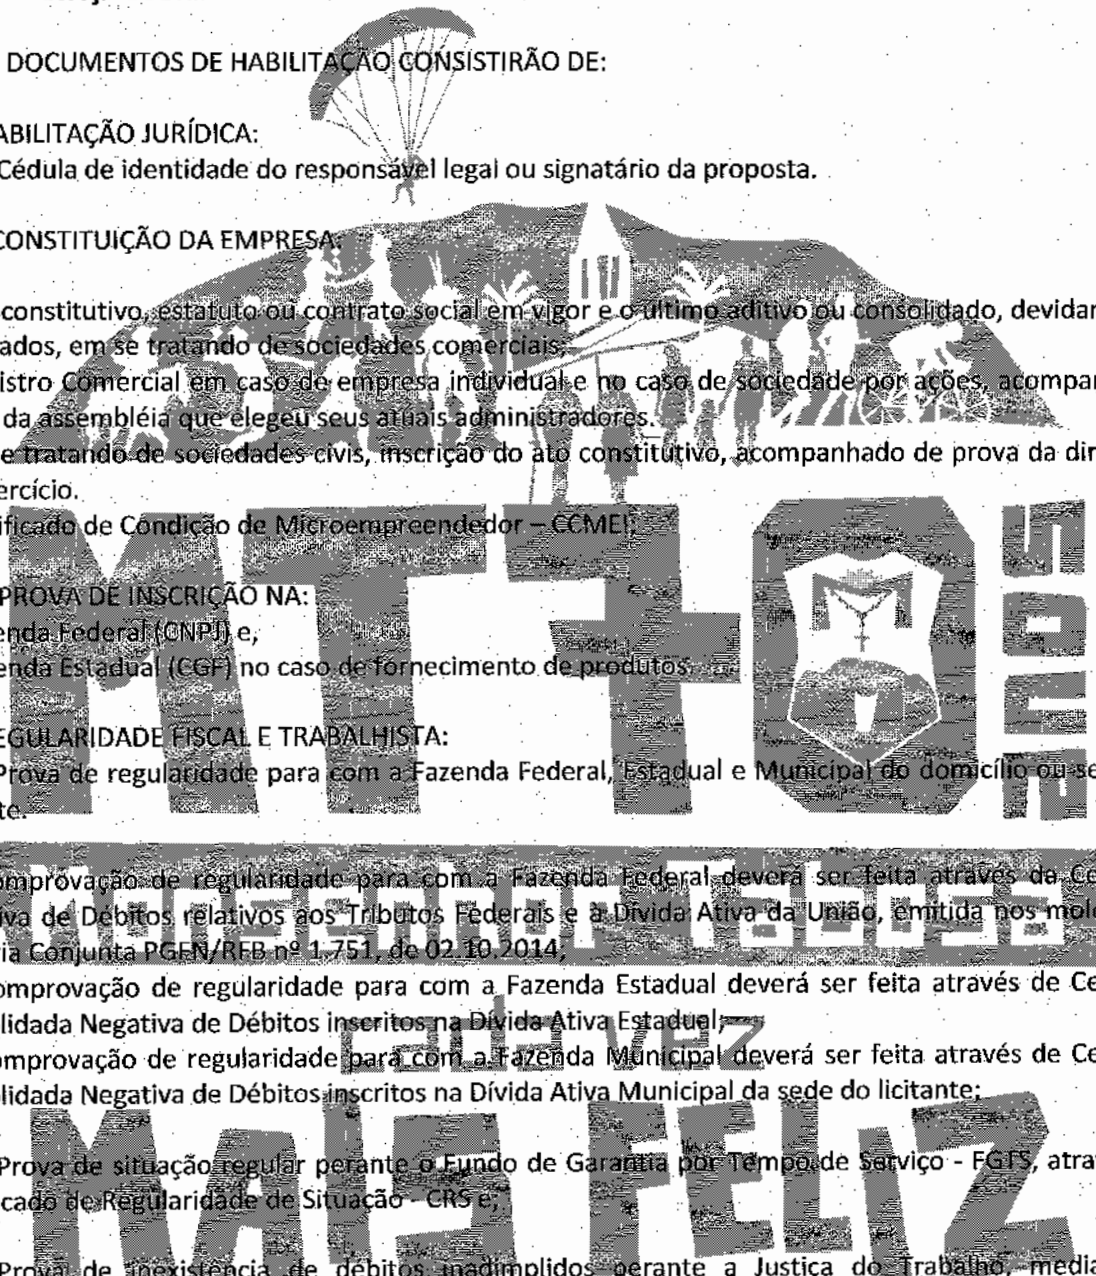 DOCUMENTOS DE HABILITAÇÃO CONSISTIRÃO DE:
ABILITAÇÃO JURÍDICA:
Cédula de identidade do responsável legal ou signatário da proposta.
CONSTITUIÇÃO DA EMPRESA:
constitutivo, estatuto ou contrato social em vigor e o último aditivo ou consolidado, devidar
ados, em se tratando de sociedades comerciais;
istro Comercial em caso de empresa individual e no caso de sociedade por ações, acompar
da assembléia que elegeu seus atuais administradores.
e tratando de sociedades civis, inscrição do ato constitutivo, acompanhado de prova da dir
ercício.
ificado de Condição de Microempreendedor – CCMEI;
PROVA DE INSCRIÇÃO NA:
enda Federal (CNPJ) e,
enda Estadual (CGF) no caso de fornecimento de produtos.
EGULARIDADE FISCAL E TRABALHISTA:
Prova de regularidade para com a Fazenda Federal, Estadual e Municipal do domicílio ou se
te.
omprovação de regularidade para com a Fazenda Federal deverá ser feita através da Ce
iva de Débitos relativos aos Tributos Federais e à Dívida Ativa da União, emitida nos mold
ria Conjunta PGFN/RFB nº 1.751, de 02.10.2014;
omprovação de regularidade para com a Fazenda Estadual deverá ser feita através de Ce
lidada Negativa de Débitos inscritos na Dívida Ativa Estadual;
omprovação de regularidade para com a Fazenda Municipal deverá ser feita através de Ce
lidada Negativa de Débitos inscritos na Dívida Ativa Municipal da sede do licitante;
Prova de situação regular perante o Fundo de Garantia por Tempo de Serviço - FGTS, atrav
cado de Regularidade de Situação - CRS e;
Prova de inexistência de débitos inadimplidos perante a Justiça do Trabalho, media
MT+
Monsenhor Tabosa
cada vez
MAIS FELIZ